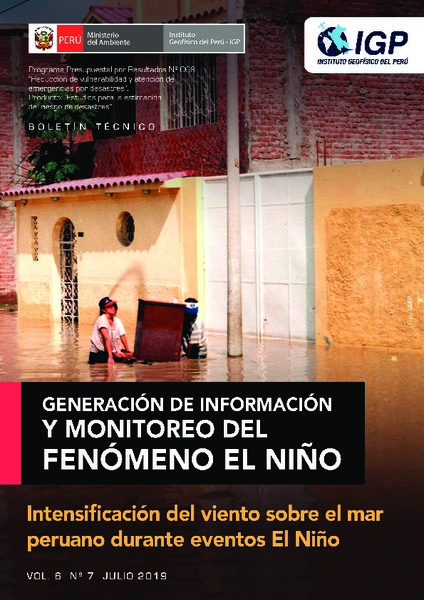 PERÚ
Ministerio
del Ambiente
Instituto
Geofísico del Perú - IGP
IGP
INSTITUTO GEOFÍSICO DEL PERÚ
Programa Presupuestal por Resultados Nº 068
"Reducción de vulnerabilidad y atención de
emergencias por desastres".
Producto: "Estudios para la estimación
del riesgo de desastres"
BOLETÍN TÉCNICO
GENERACIÓN DE INFORMACIÓN
Y MONITOREO DEL
FENÓMENO EL NIÑO
Intensificación del viento sobre el mar
peruano durante eventos El Niño
VOL. 6 Nº 7 JULIO 2019